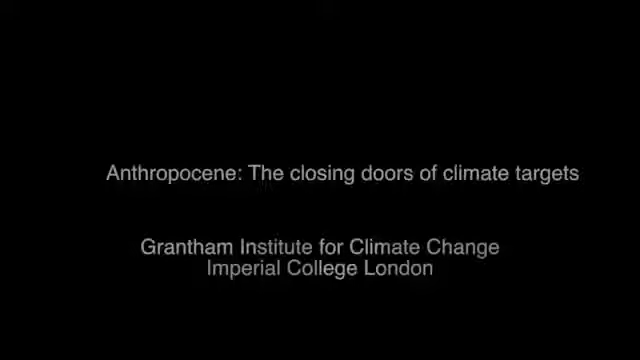 Anthropocene: The closing doors of climate targets
Grantham Institute for Climate Change
Imperial College London